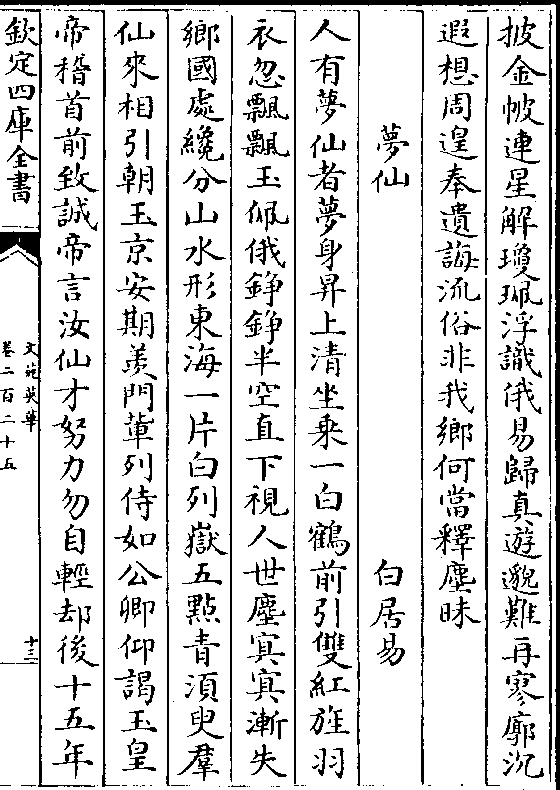 披金帔連星解瓊珮浮識俄易歸真遊邈難再寥廓沉
遐想周遑奉遺誨流俗非我鄉何當釋塵昧
夢仙 白居易
人有夢仙者夢身昇上清坐乘一白鶴前引雙紅旌羽
衣忽飄飄玉佩俄錚錚半空直下視人世塵冥冥漸失
鄉國處纔分山水形東海一片白列嶽五點青湏臾羣
仙來相引朝玉京安期羨門輩列侍如公卿仰謁玉皇
帝稽首前致誠帝言汝仙才努力勿自輕却後十五年
欽定四庫全書
文苑英華
卷二百二十五
十三